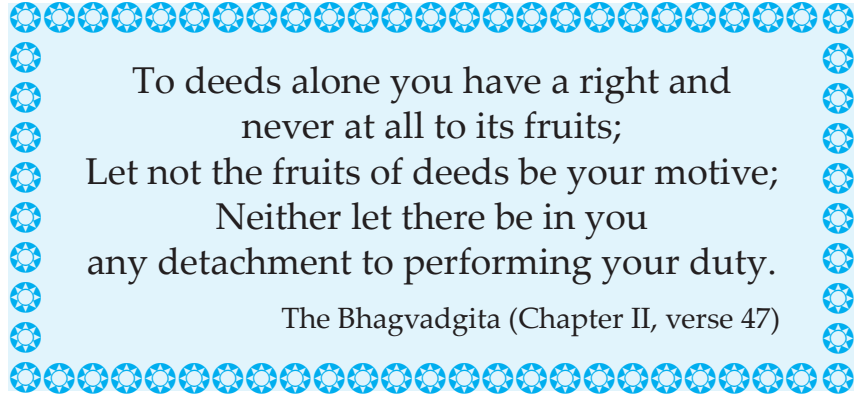 To deeds alone you have a right and
never at all to its fruits;
Let not the fruits of deeds be your motive;
Neither let there be in you
any detachment to performing your duty.
The Bhagvadgita (Chapter II, verse 47)